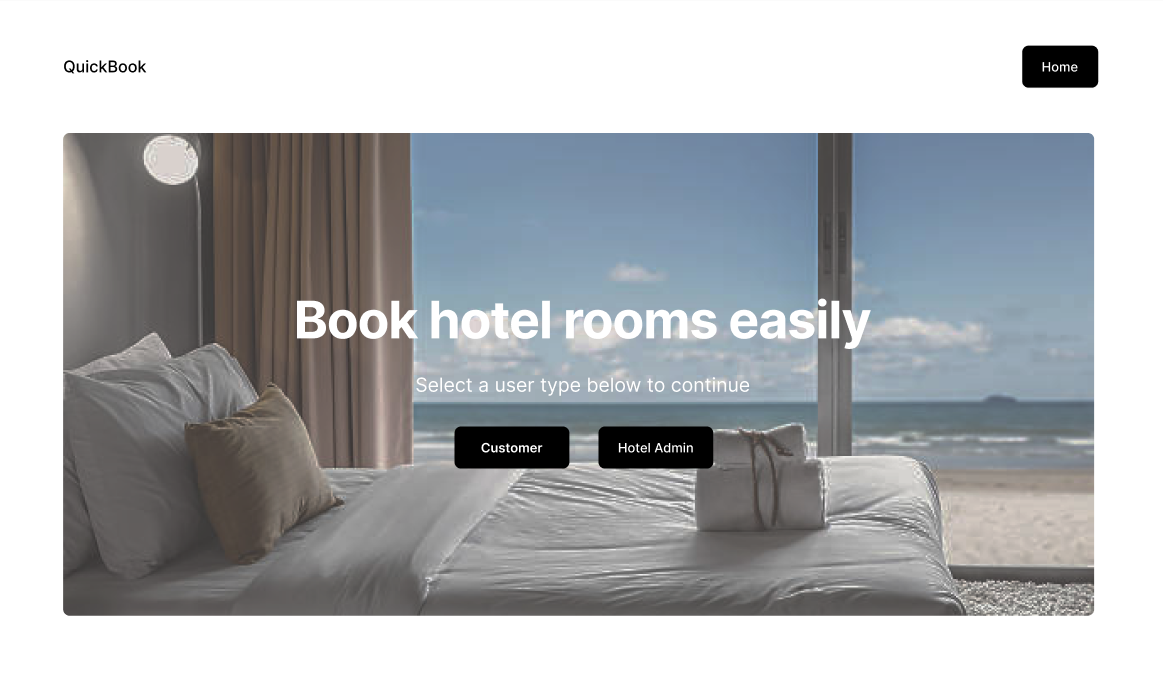 QuickBook
Home
Book hotel rooms easily
Select a user type below to continue
Customer
Hotel Admin